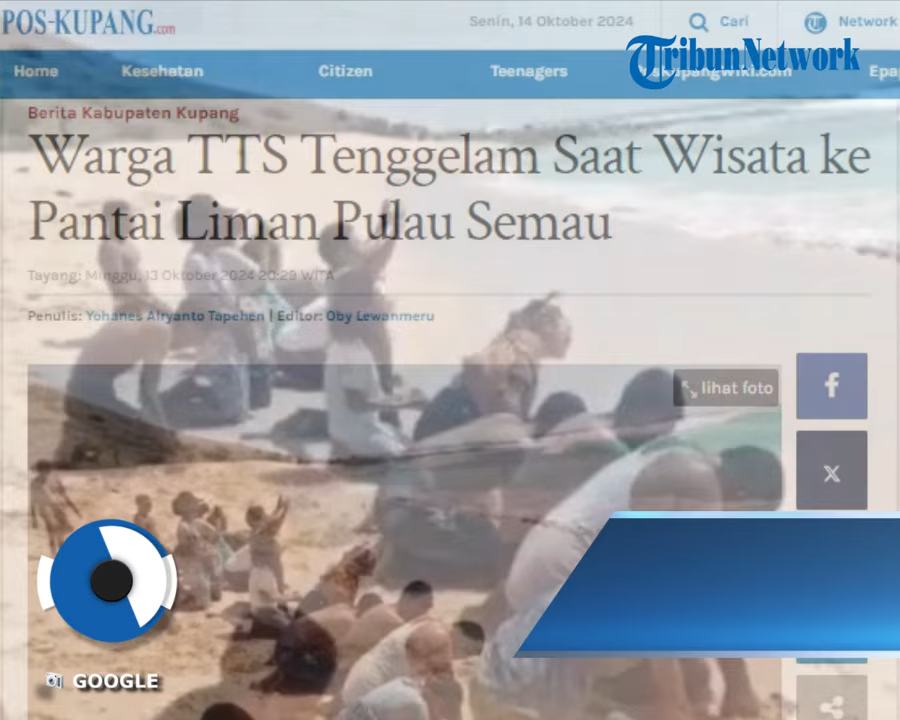 POS-KUPANG.com
Senin, 14 Oktober 2024
Cari
Network
TribunNetwork
Home
Kesehatan
Citizen
Teenagers
Berita Kabupaten Kupang
Warga TTS Tenggelam Saat Wisata ke
Pantai Liman Pulau Semau
Tayang: Minggu, 13 Oktober 2024 20:29 WITA
Penulis: Yohanes Alryanto Tapehen | Editor: Oby Lewanmeru
lihat foto
GOOGLE